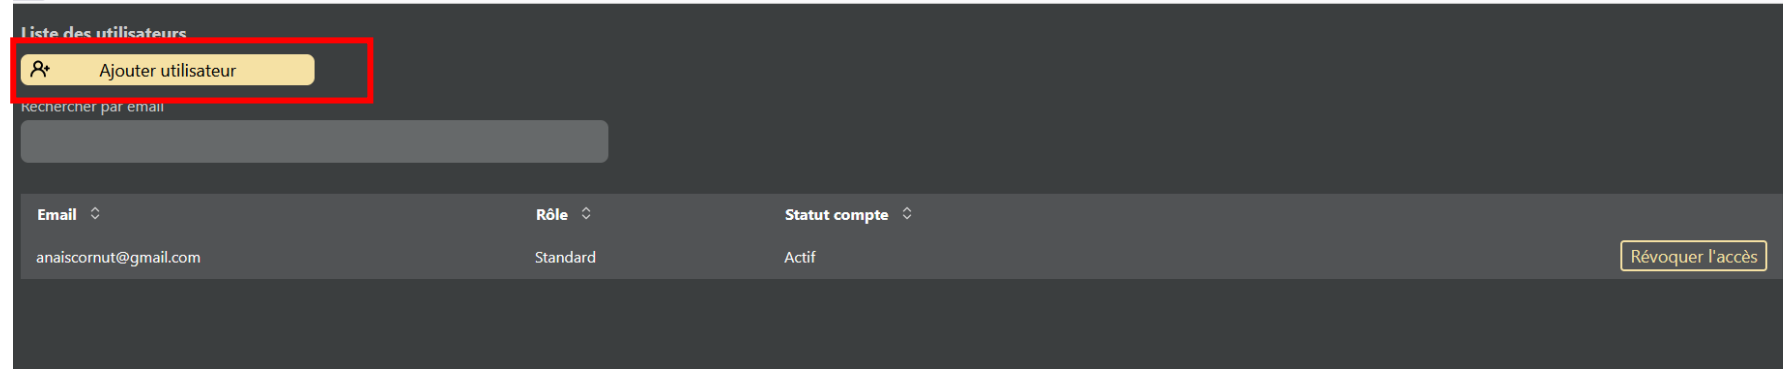 Liste des utilisateurs
Ajouter utilisateur
Rechercher par email
Email Rôle Statut compte
anaiscornut@gmail.com Standard Actif Révoquer l'accès